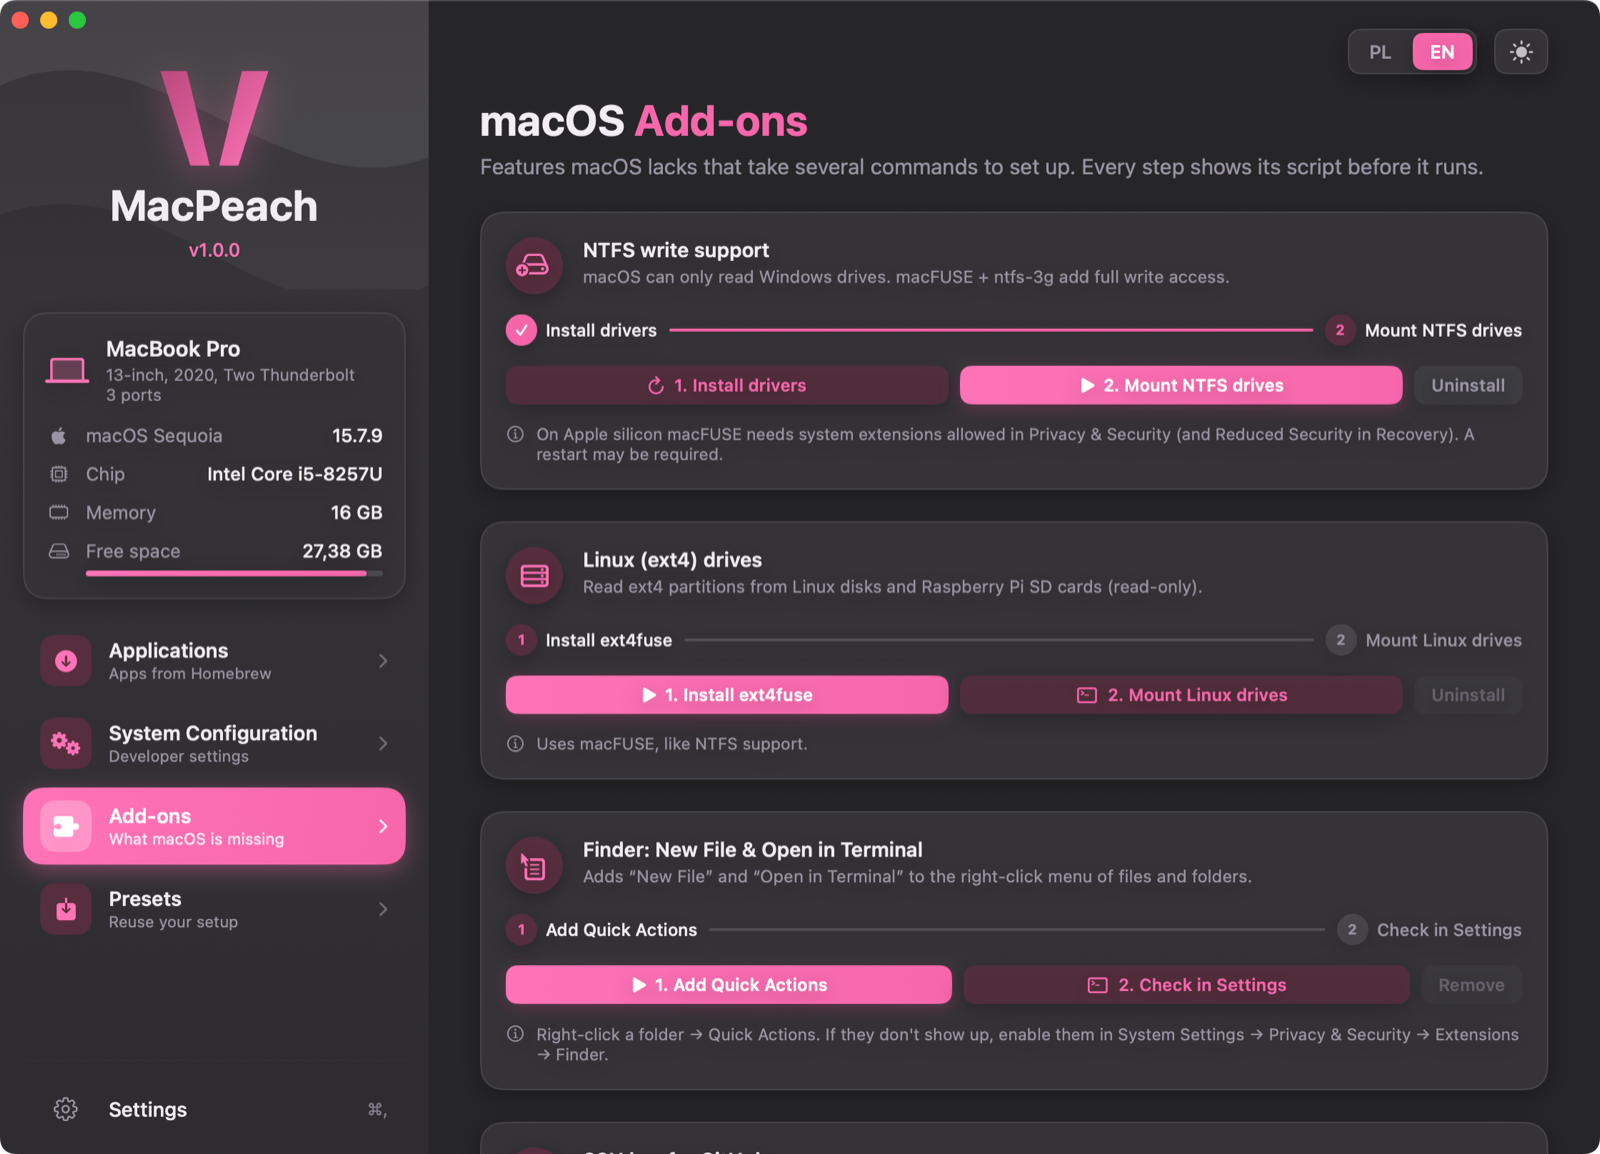 MacPeach
v1.0.0
MacBook Pro
13-inch, 2020, Two Thunderbolt
3 ports
macOS Sequoia 15.7.9
Chip Intel Core i5-8257U
Memory 16 GB
Free space 27,38 GB
Applications
Apps from Homebrew
System Configuration
Developer settings
Add-ons
What macOS is missing
Presets
Reuse your setup
Settings ⌘,
PL EN
macOS Add-ons
Features macOS lacks that take several commands to set up. Every step shows its script before it runs.
NTFS write support
macOS can only read Windows drives. macFUSE + ntfs-3g add full write access.
Install drivers 2 Mount NTFS drives
1. Install drivers 2. Mount NTFS drives Uninstall
On Apple silicon macFUSE needs system extensions allowed in Privacy & Security (and Reduced Security in Recovery). A
restart may be required.
Linux (ext4) drives
Read ext4 partitions from Linux disks and Raspberry Pi SD cards (read-only).
1 Install ext4fuse 2 Mount Linux drives
1. Install ext4fuse 2. Mount Linux drives Uninstall
Uses macFUSE, like NTFS support.
Finder: New File & Open in Terminal
Adds “New File” and “Open in Terminal” to the right-click menu of files and folders.
1 Add Quick Actions 2 Check in Settings
1. Add Quick Actions 2. Check in Settings Remove
Right-click a folder → Quick Actions. If they don't show up, enable them in System Settings → Privacy & Security → Extensions
→ Finder.